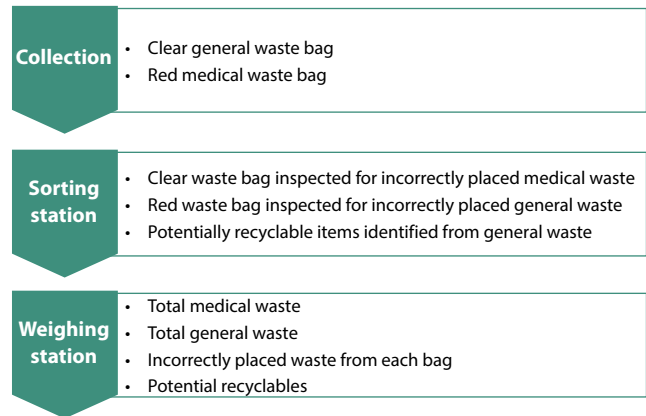 Collection
• Clear general waste bag
• Red medical waste bag
Sorting
station
• Clear waste bag inspected for incorrectly placed medical waste
• Red waste bag inspected for incorrectly placed general waste
• Potentially recyclable items identified from general waste
Weighing
station
• Total medical waste
• Total general waste
• Incorrectly placed waste from each bag
• Potential recyclables